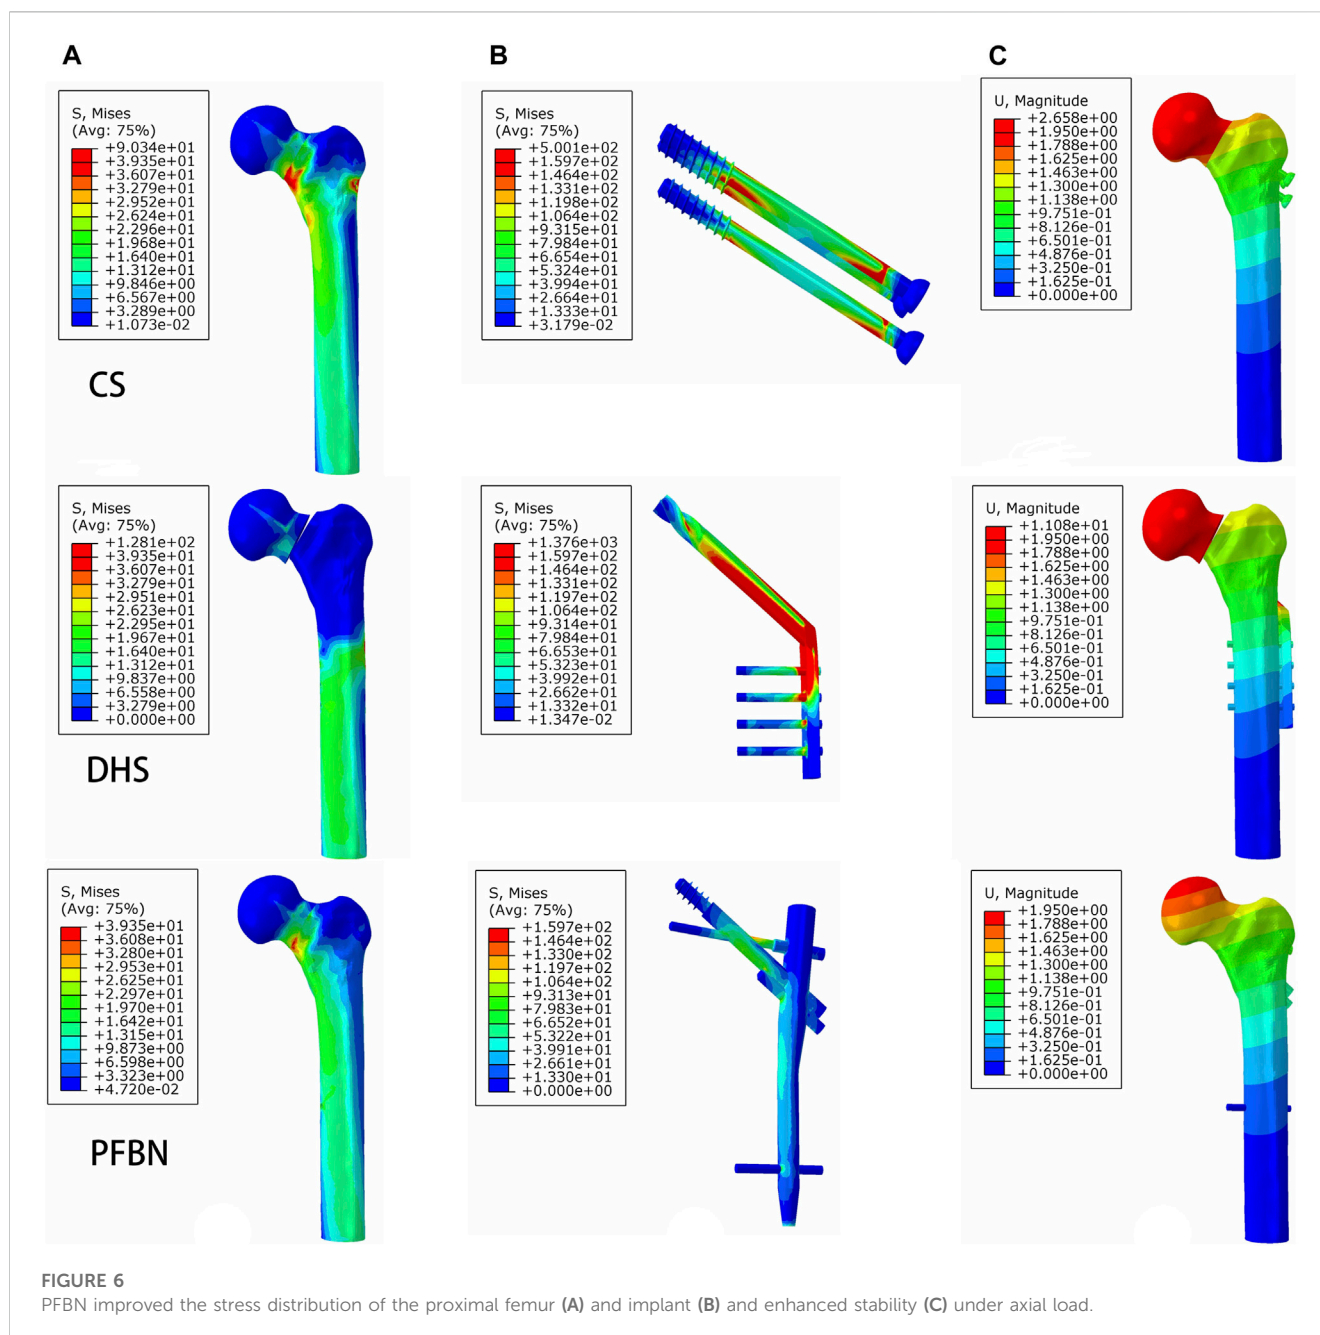 A
B
C
S, Mises
(Avg: 75%)
+9.034e+01
+3.935e+01
+3.607e+01
+3.279e+01
+2.952e+01
+2.624e+01
+2.296e+01
+1.968e+01
+1.640e+01
+1.312e+01
+9.846e+00
+6.567e+00
+3.289e+00
+1.073e-02
CS
S, Mises
(Avg: 75%)
+5.001e+02
+1.597e+02
+1.464e+02
+1.331e+02
+1.198e+02
+1.064e+02
+9.315e+01
+7.984e+01
+6.654e+01
+5.324e+01
+3.994e+01
+2.664e+01
+1.333e+01
+3.179e-02
U, Magnitude
+2.658e+00
+1.950e+00
+1.788e+00
+1.625e+00
+1.463e+00
+1.300e+00
+1.138e+00
+9.751e-01
+8.126e-01
+6.501e-01
+4.876e-01
+3.250e-01
+1.625e-01
+0.000e+00
S, Mises
(Avg: 75%)
+1.281e+02
+3.935e+01
+3.607e+01
+3.279e+01
+2.951e+01
+2.623e+01
+2.295e+01
+1.967e+01
+1.640e+01
+1.312e+01
+9.837e+00
+6.558e+00
+3.279e+00
+0.000e+00
DHS
S, Mises
(Avg: 75%)
+1.376e+03
+1.597e+02
+1.464e+02
+1.331e+02
+1.197e+02
+1.064e+02
+9.314e+01
+7.984e+01
+6.653e+01
+5.323e+01
+3.992e+01
+2.662e+01
+1.332e+01
+1.347e-02
U, Magnitude
+1.108e+01
+1.950e+00
+1.788e+00
+1.625e+00
+1.463e+00
+1.300e+00
+1.138e+00
+9.751e-01
+8.126e-01
+6.501e-01
+4.876e-01
+3.250e-01
+1.625e-01
+0.000e+00
S, Mises
(Avg: 75%)
+3.935e+01
+3.608e+01
+3.280e+01
+2.953e+01
+2.625e+01
+2.297e+01
+1.970e+01
+1.642e+01
+1.315e+01
+9.873e+00
+6.598e+00
+3.323e+00
+4.720e-02
PFBN
S, Mises
(Avg: 75%)
+1.597e+02
+1.464e+02
+1.330e+02
+1.197e+02
+1.064e+02
+9.313e+01
+7.983e+01
+6.652e+01
+5.322e+01
+3.991e+01
+2.661e+01
+1.330e+01
+0.000e+00
U, Magnitude
+1.950e+00
+1.788e+00
+1.625e+00
+1.463e+00
+1.300e+00
+1.138e+00
+9.751e-01
+8.126e-01
+6.501e-01
+4.876e-01
+3.250e-01
+1.625e-01
+0.000e+00
FIGURE 6
PFBN improved the stress distribution of the proximal femur (A) and implant (B) and enhanced stability (C) under axial load.